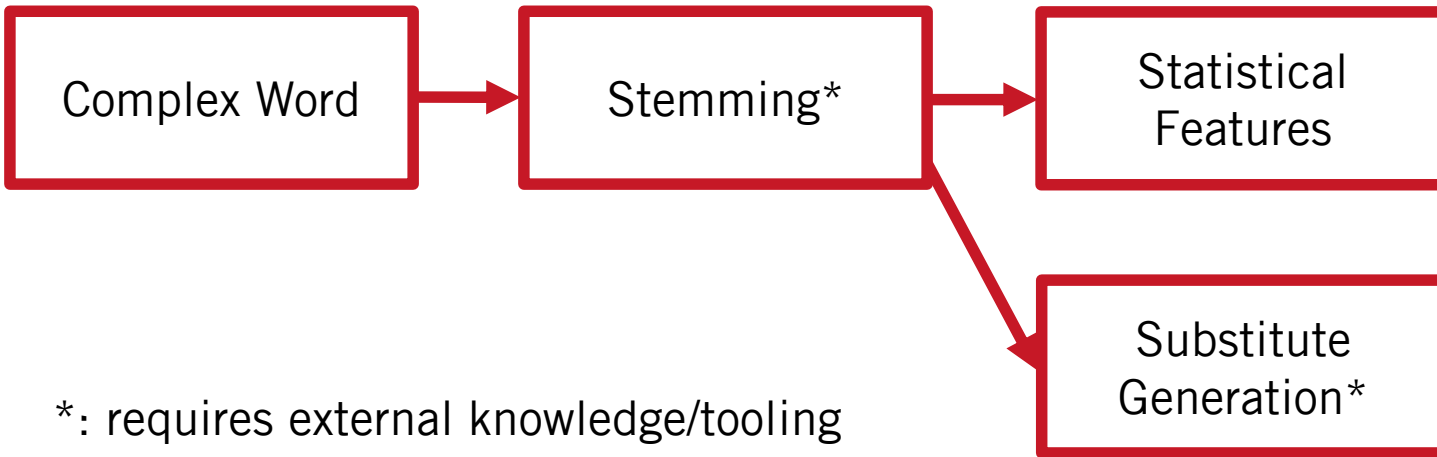 Complex Word
Stemming*
Statistical
Features
Substitute
Generation*
*: requires external knowledge/tooling